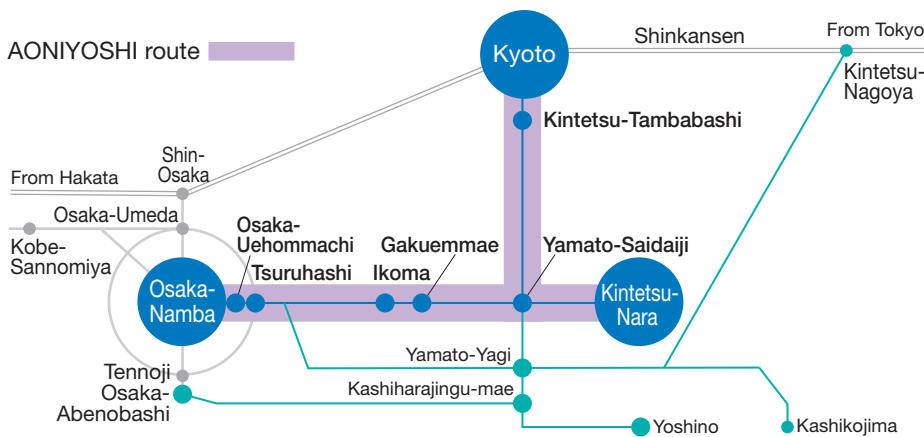 AONIYOSHI route
Kyoto
Shinkansen
From Tokyo
Kintetsu-
Nagoya
Kintetsu-Tambabashi
Shin-
Osaka
From Hakata
Osaka-Umeda
Kobe-
Sannomiya
Osaka-
Uehommachi
Tsuruhashi
Gakuemmae
Ikoma
Yamato-Saidaiji
Osaka-
Namba
Kintetsu-
Nara
Yamato-Yagi
Tennoji
Osaka-
Abenobashi
Kashiharajingu-mae
Yoshino
Kashikojima